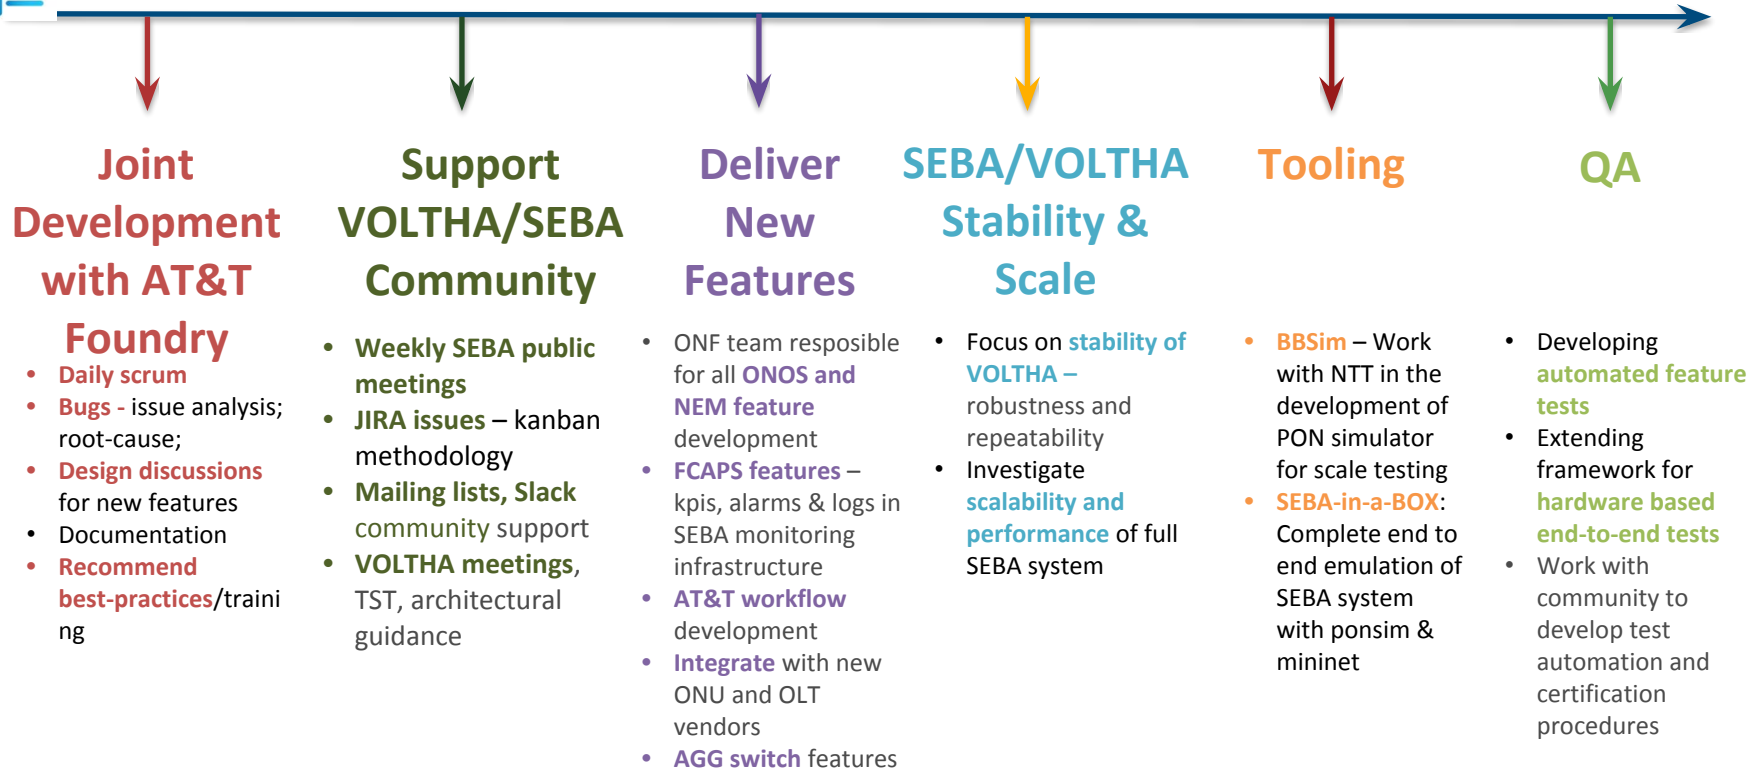 Joint
Development
with AT&T
Foundry
• Daily scrum
• Bugs - issue analysis;
root-cause;
• Design discussions
for new features
• Documentation
• Recommend
best-practices/traini
ng
Support
VOLTHA/SEBA
Community
• Weekly SEBA public
meetings
• JIRA issues – kanban
methodology
• Mailing lists, Slack
community support
• VOLTHA meetings,
TST, architectural
guidance
Deliver
New
Features
• ONF team resposible
for all ONOS and
NEM feature
development
• FCAPS features –
kpis, alarms & logs in
SEBA monitoring
infrastructure
• AT&T workflow
development
• Integrate with new
ONU and OLT
vendors
• AGG switch features
SEBA/VOLTHA
Stability &
Scale
• Focus on stability of
VOLTHA –
robustness and
repeatability
• Investigate
scalability and
performance of full
SEBA system
Tooling
• BBSim – Work
with NTT in the
development of
PON simulator
for scale testing
• SEBA-in-a-BOX:
Complete end to
end emulation of
SEBA system
with ponsim &
mininet
QA
• Developing
automated feature
tests
• Extending
framework for
hardware based
end-to-end tests
• Work with
community to
develop test
automation and
certification
procedures